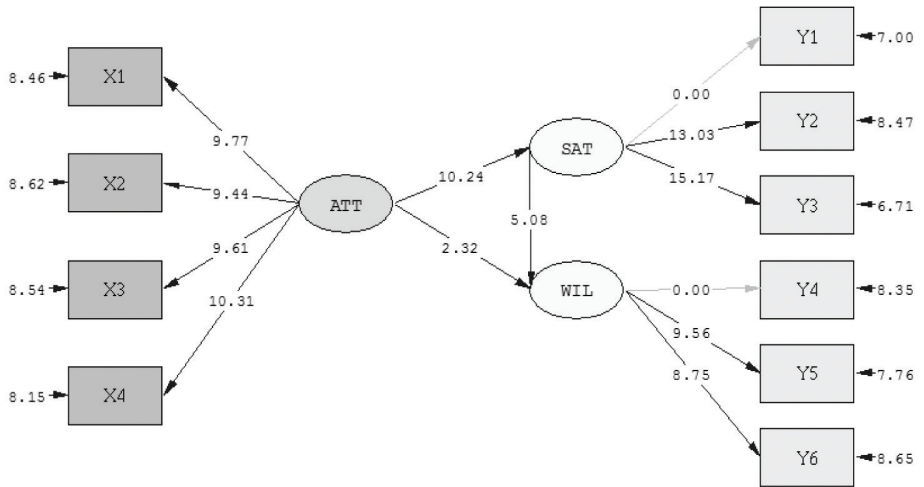 8.46 X1
8.62 X2
8.54 X3
8.15 X4
9.77
9.44
9.61
10.31
ATT
10.24
2.32
SAT
5.08
WIL
0.00
13.03
15.17
0.00
9.56
8.75
Y1 7.00
Y2 8.47
Y3 6.71
Y4 8.35
Y5 7.76
Y6 8.65